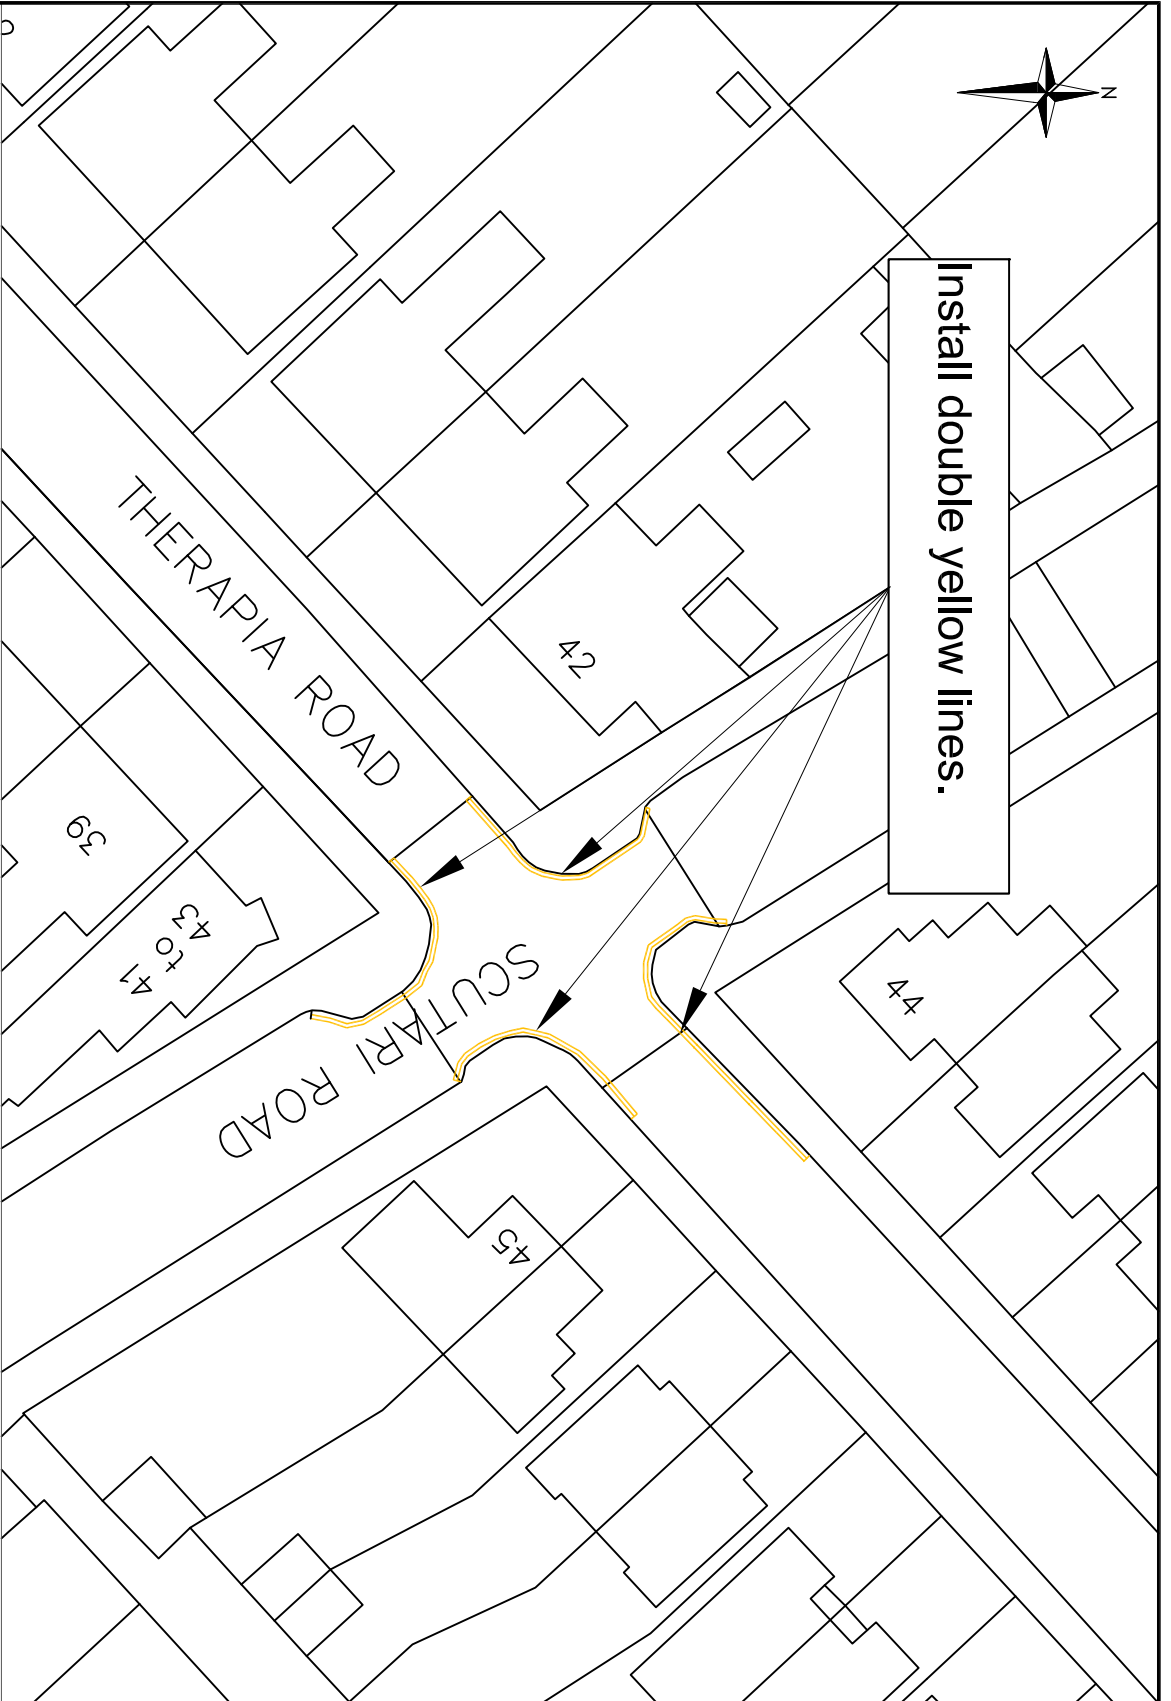 N
Install double yellow lines.
THERAPIA ROAD
SCUTARI ROAD
42
44
39
41
to
43
45